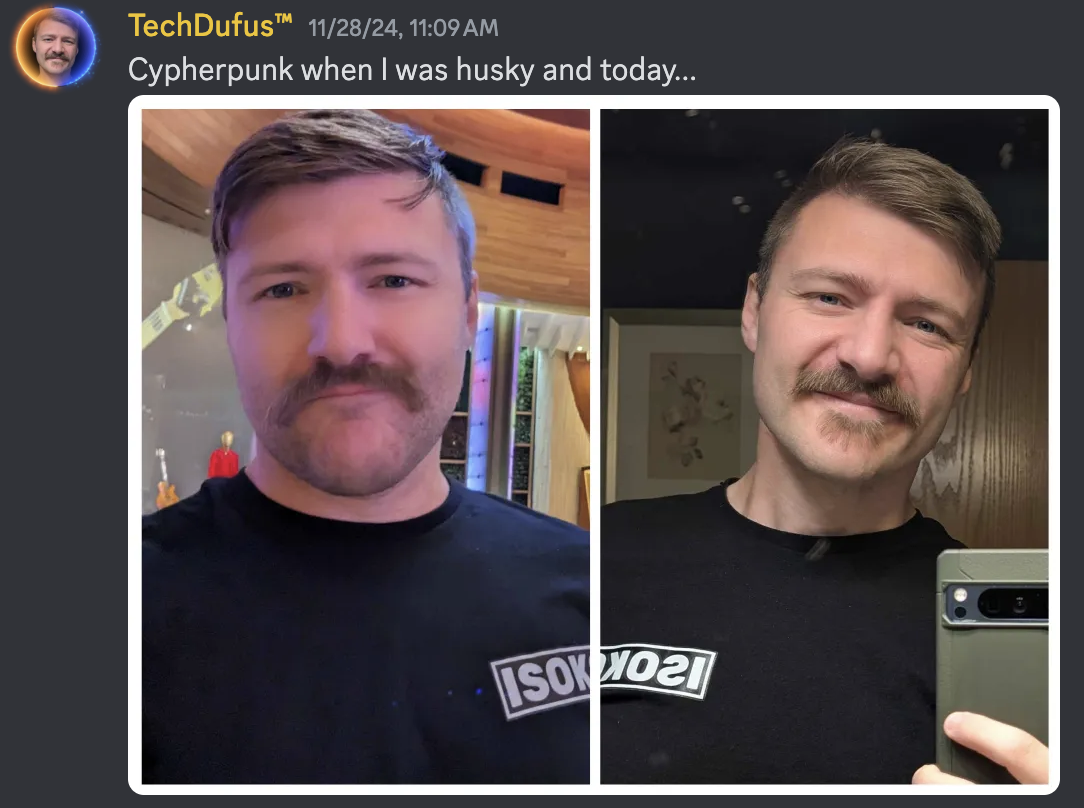 TechDufus™ 11/28/24, 11:09 AM
Cypherpunk when I was husky and today...
ISOK
ISOK